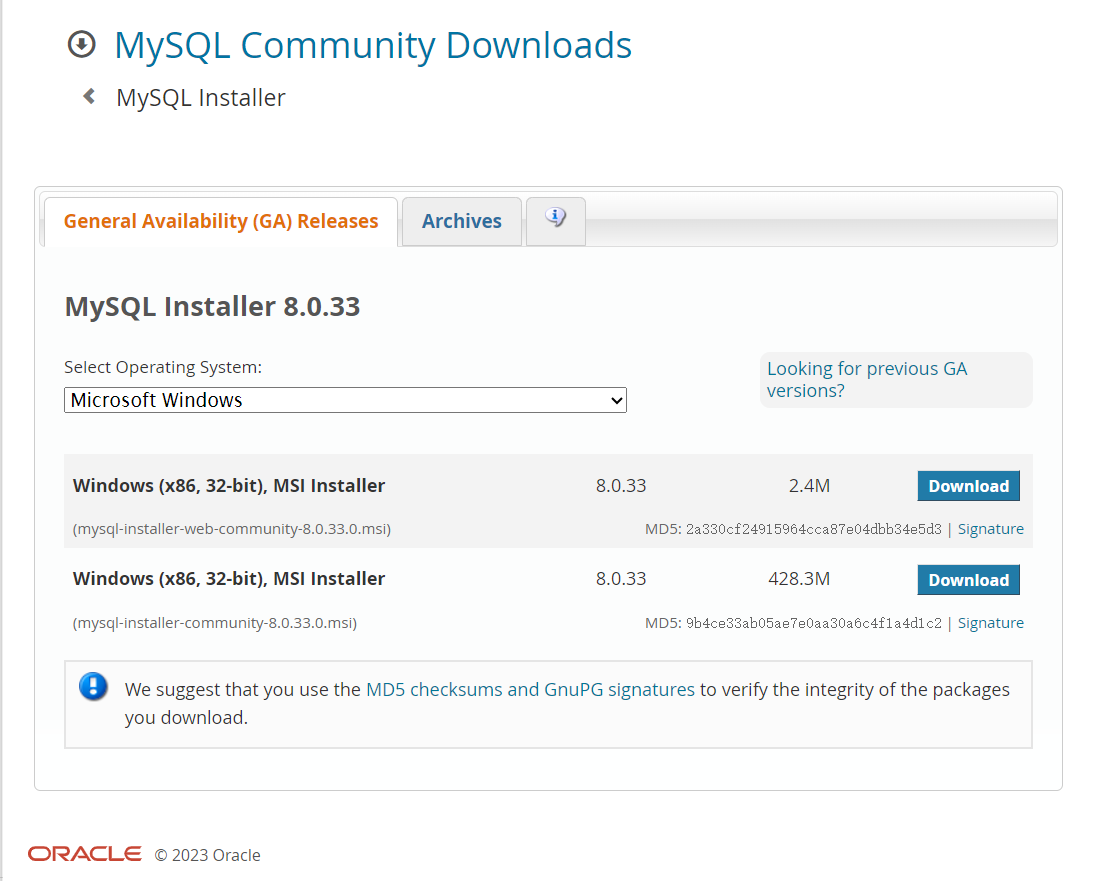 MySQL Community Downloads
MySQL Installer
General Availability (GA) Releases
Archives
MySQL Installer 8.0.33
Select Operating System:
Microsoft Windows
Looking for previous GA
versions?
Windows (x86, 32-bit), MSI Installer 8.0.33 2.4M Download
(mysql-installer-web-community-8.0.33.0.msi) MD5: 2a330cf24915964cca87e04dbb34e5d3 | Signature
Windows (x86, 32-bit), MSI Installer 8.0.33 428.3M Download
(mysql-installer-community-8.0.33.0.msi) MD5: 9b4ce33ab05ae7e0aa30a6c4f1a4d1c2 | Signature
We suggest that you use the MD5 checksums and GnuPG signatures to verify the integrity of the packages
you download.
ORACLE © 2023 Oracle